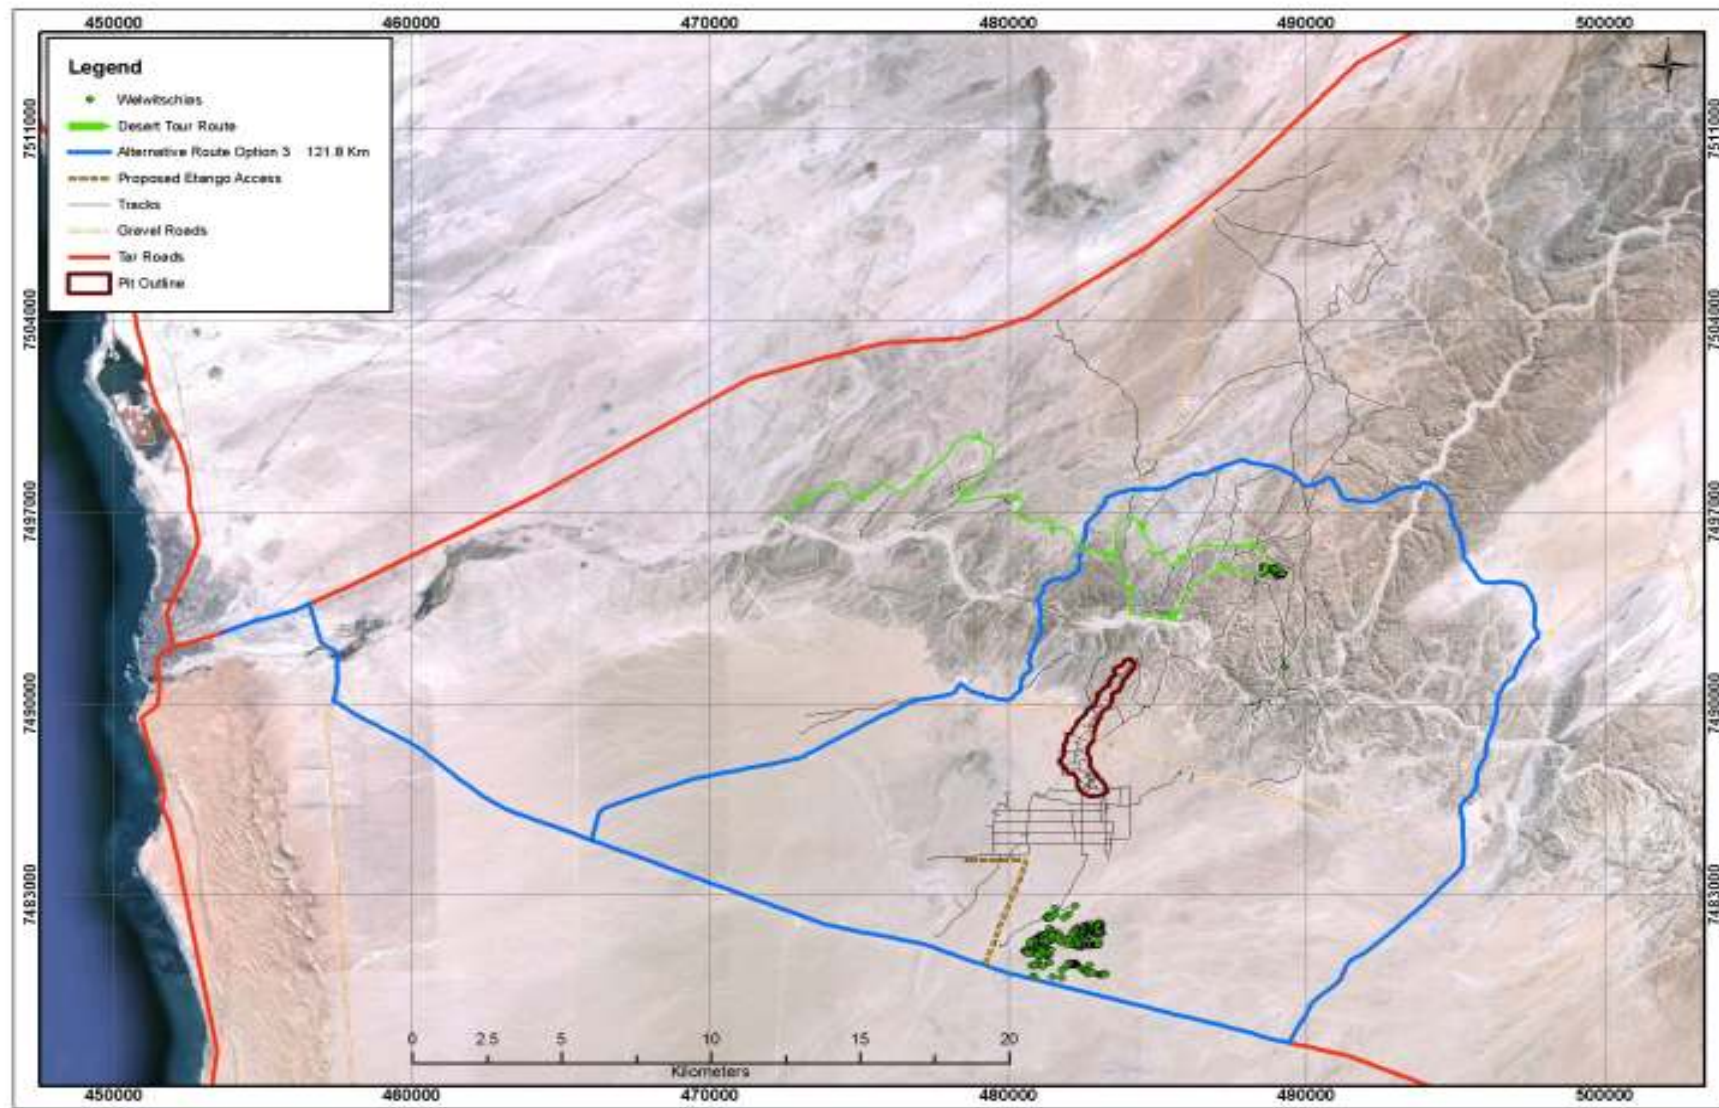 450000 460000 470000 480000 490000 500000
Legend
Welwitschias
Desert Tour Route
Alternative Route Option 3 121.8 Km
Proposed Etango Access
Tracks
Gravel Roads
Tar Roads
Pit Outline
7511000 7511000
7504000 7504000
7497000 7497000
7490000 7490000
7483000 7483000
0 2.5 5 10 15 20
Kilometers
450000 460000 470000 480000 490000 500000